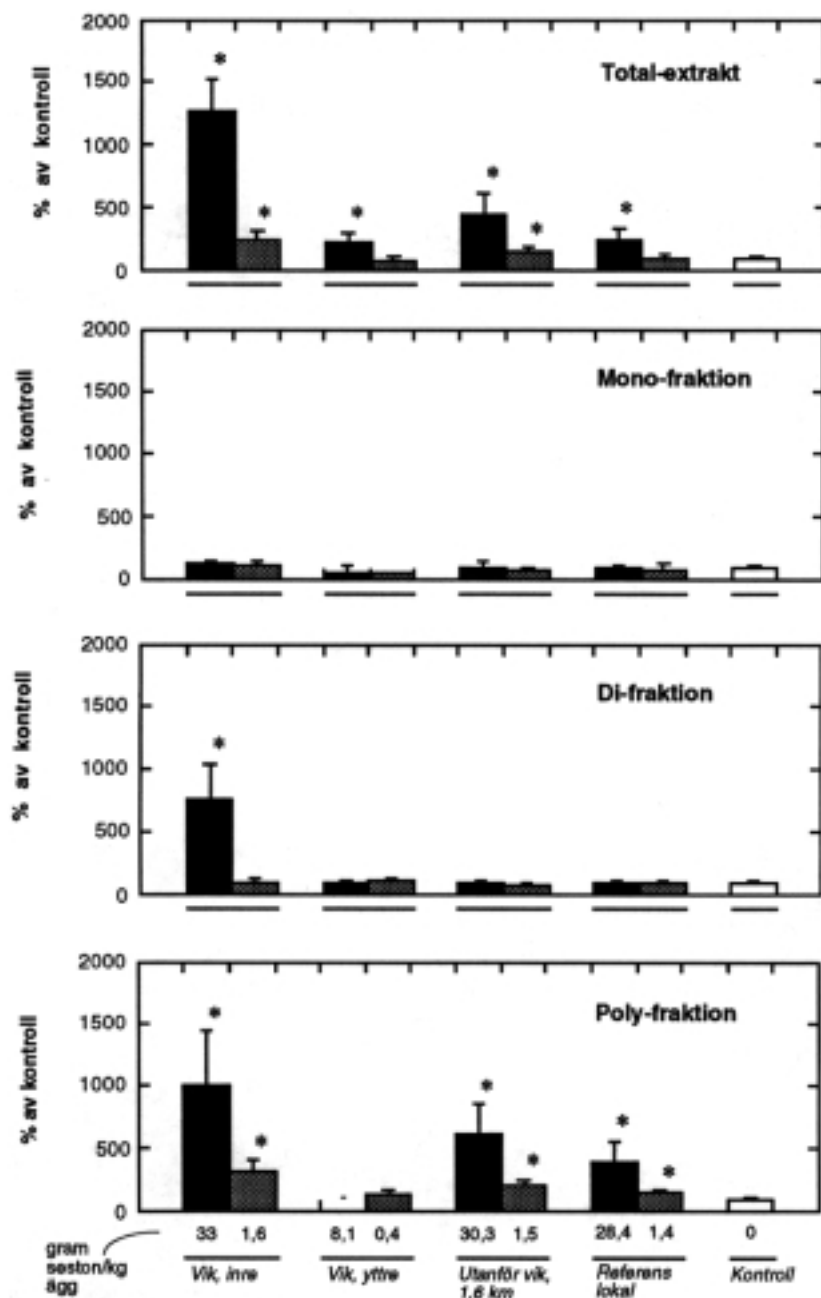 2000
Total-extrakt
1500
1000
500
0
% av kontroll
* * * * * *
2000
Mono-fraktion
1500
1000
500
0
% av kontroll
2000
Di-fraktion
1500
1000
500
0
% av kontroll
*
2000
Poly-fraktion
1500
1000
500
0
% av kontroll
* * * * * *
33 1,6 8,1 0,4 30,3 1,5 28,4 1,4 0
gram
seston/kg
ägg
Vik, inre
Vik, yttre
Utanför vik,
1,6 km
Referens
lokal
Kontroll